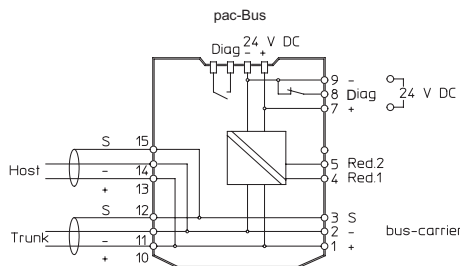 pac-Bus
Diag 24 V DC
- +
9 -
8 Diag
7 +
24 V DC
S 15
Host
- 14
+ 13
5 Red.2
4 Red.1
S 12
Trunk
- 11
+ 10
3 S
2 -
1 +
bus-carrier